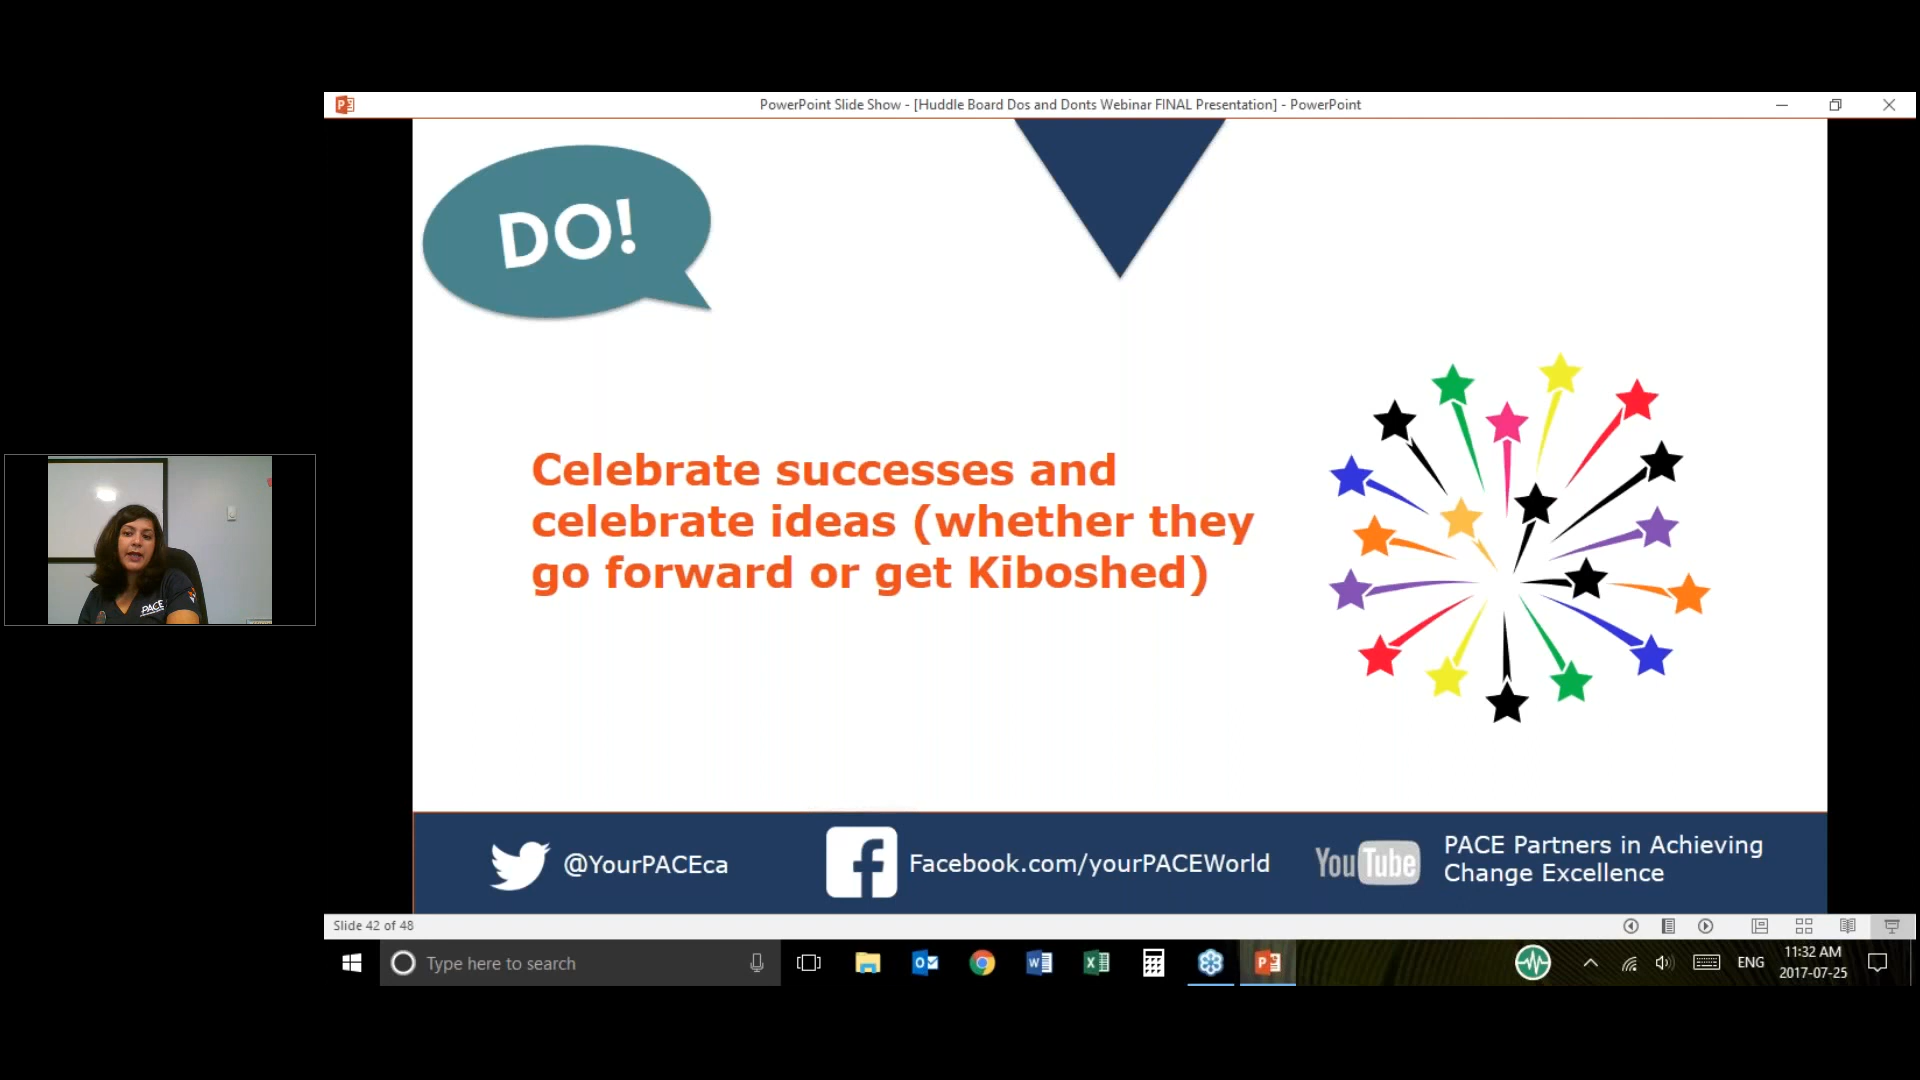 PowerPoint Slide Show - [Huddle Board Dos and Donts Webinar FINAL Presentation] - PowerPoint
DO!
Celebrate successes and
celebrate ideas (whether they
go forward or get Kiboshed)
PACE
@YourPACEca
Facebook.com/yourPACEWorld
YouTube
PACE Partners in Achieving
Change Excellence
Slide 42 of 48
Type here to search
ENG
11:32 AM
2017-07-25